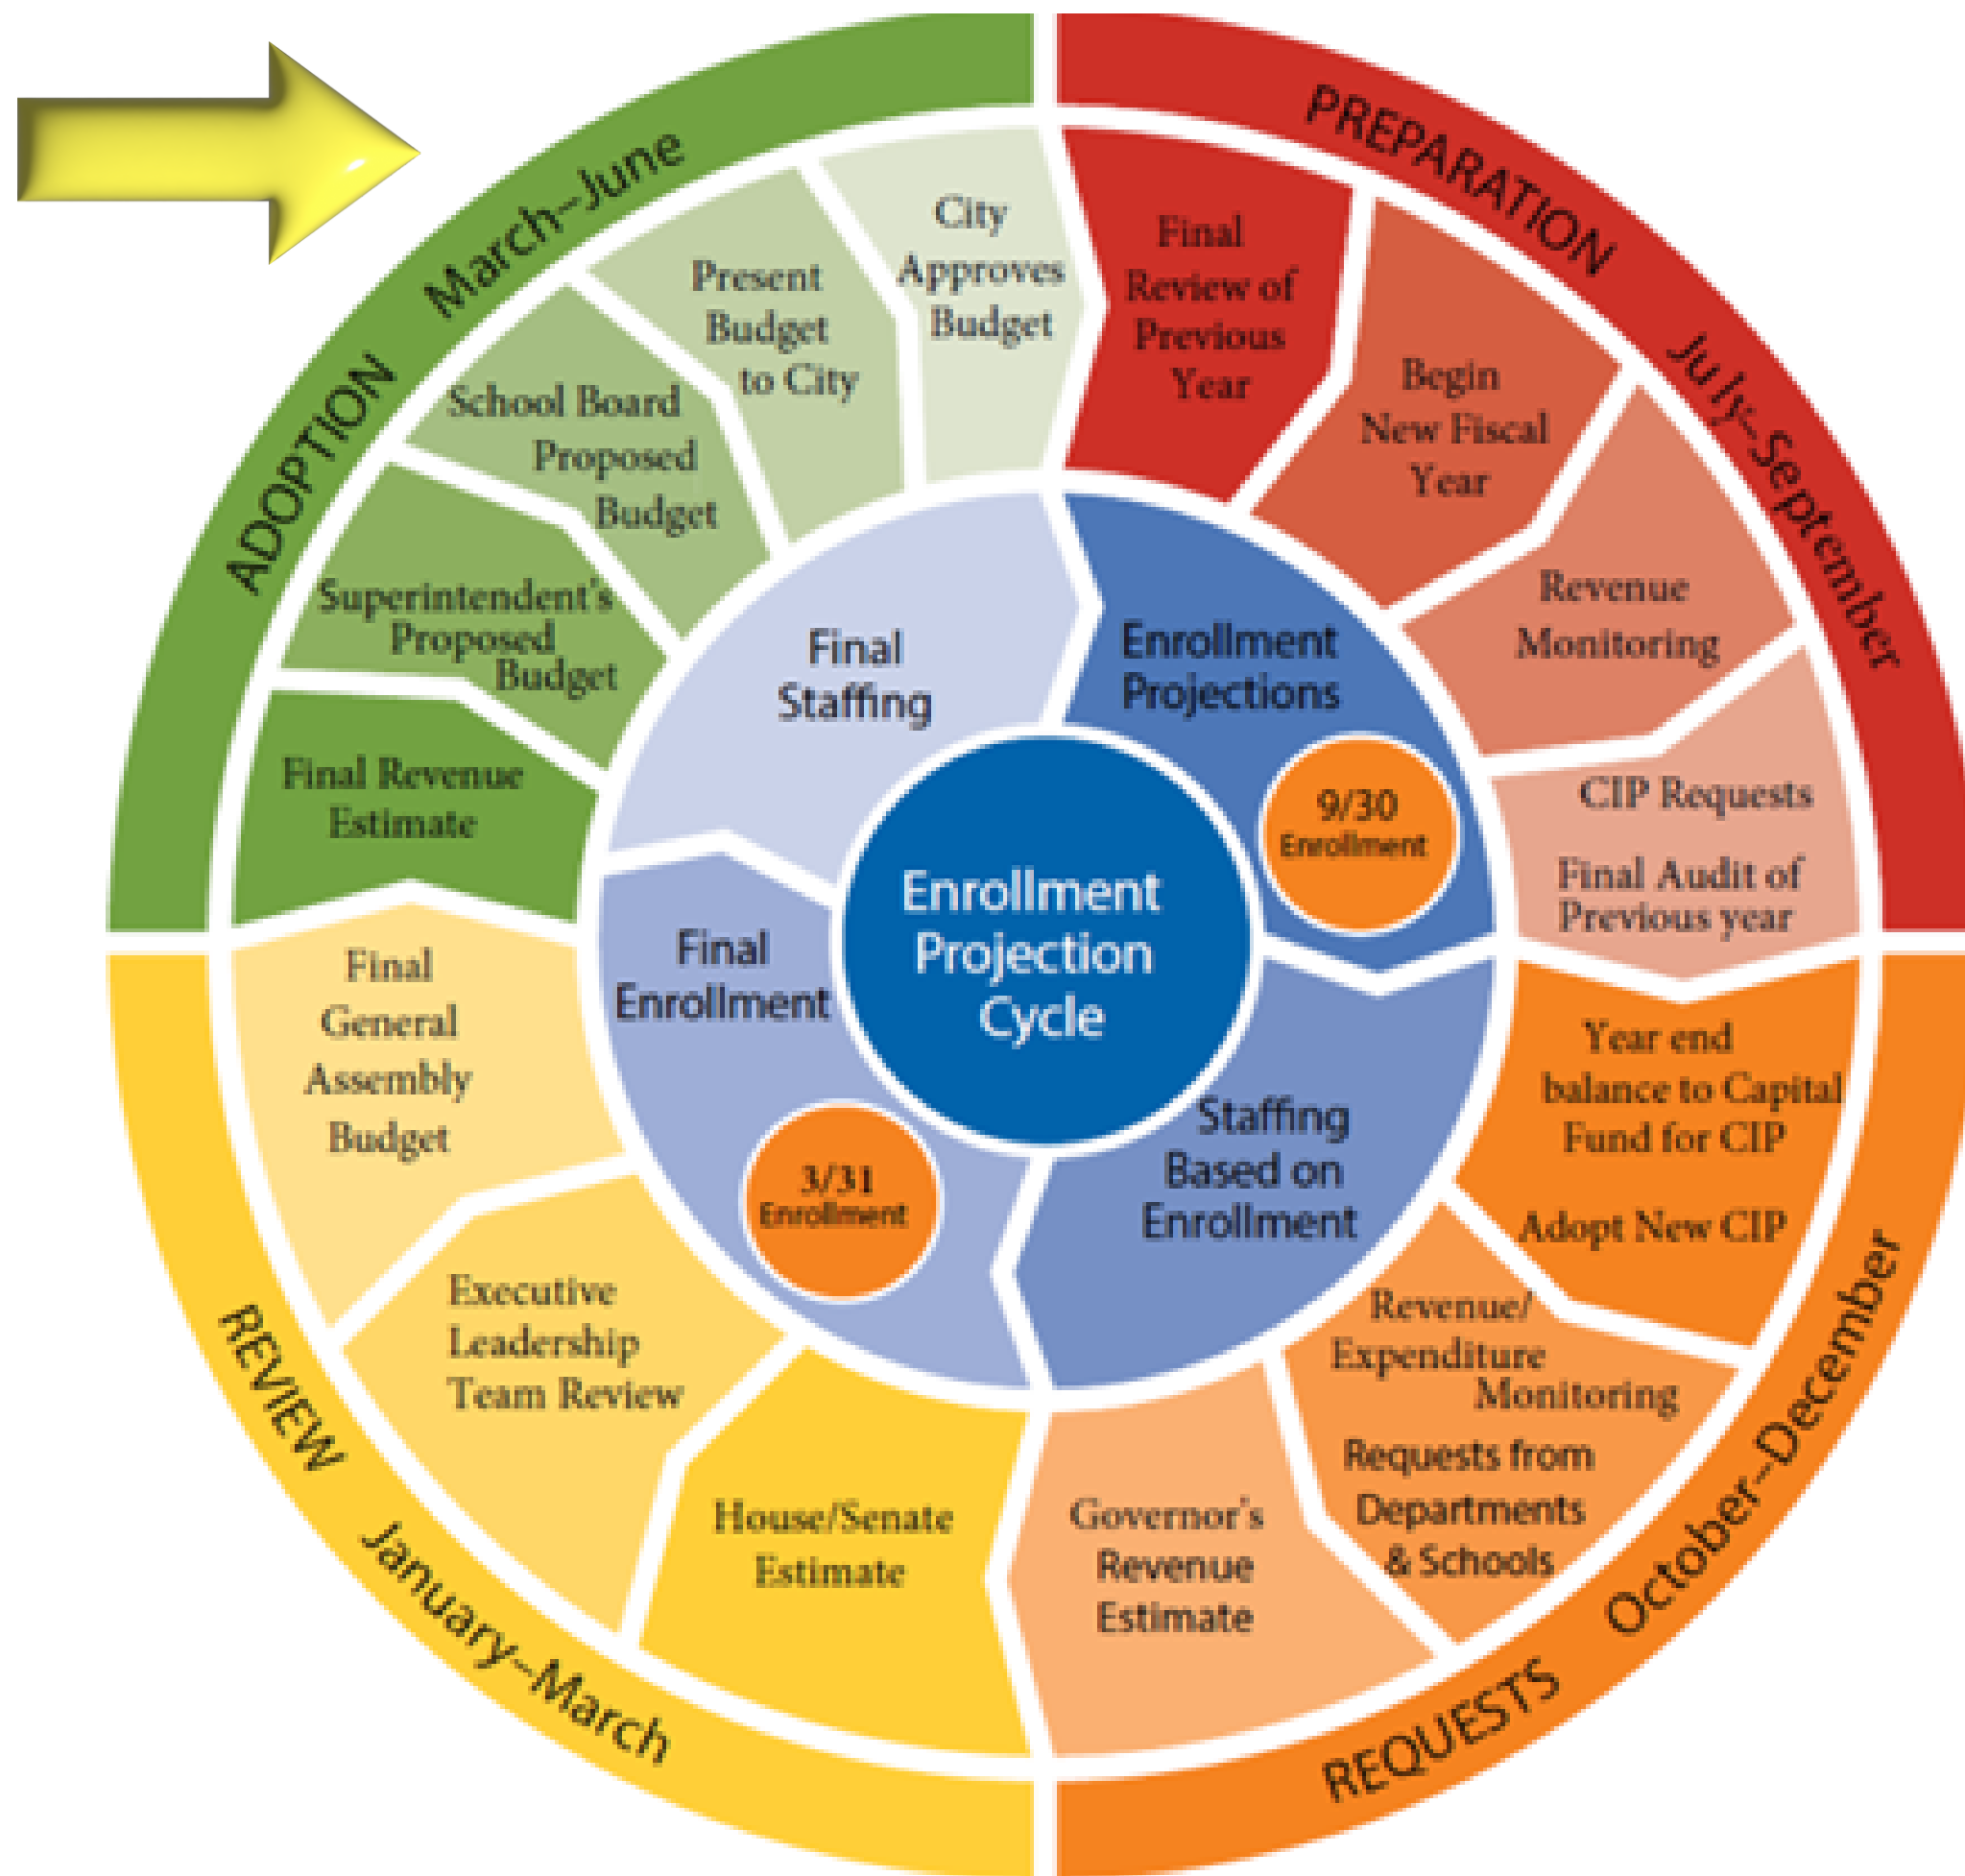 PREPARATION July–September
Final
Review of
Previous
Year
Begin
New Fiscal
Year
Revenue
Monitoring
CIP Requests
Final Audit of
Previous year
REQUESTS October–December
Year end
balance to Capital
Fund for CIP
Adopt New CIP
Revenue/
Expenditure
Monitoring
Requests from
Departments
& Schools
Governor's
Revenue
Estimate
REVIEW January–March
House/Senate
Estimate
Executive
Leadership
Team Review
Final
General
Assembly
Budget
ADOPTION March–June
Final Revenue
Estimate
Superintendent's
Proposed
Budget
School Board
Proposed
Budget
Present
Budget
to City
City
Approves
Budget
Enrollment
Projections
9/30
Enrollment
Staffing
Based on
Enrollment
Final
Enrollment
3/31
Enrollment
Final
Staffing
Enrollment
Projection
Cycle